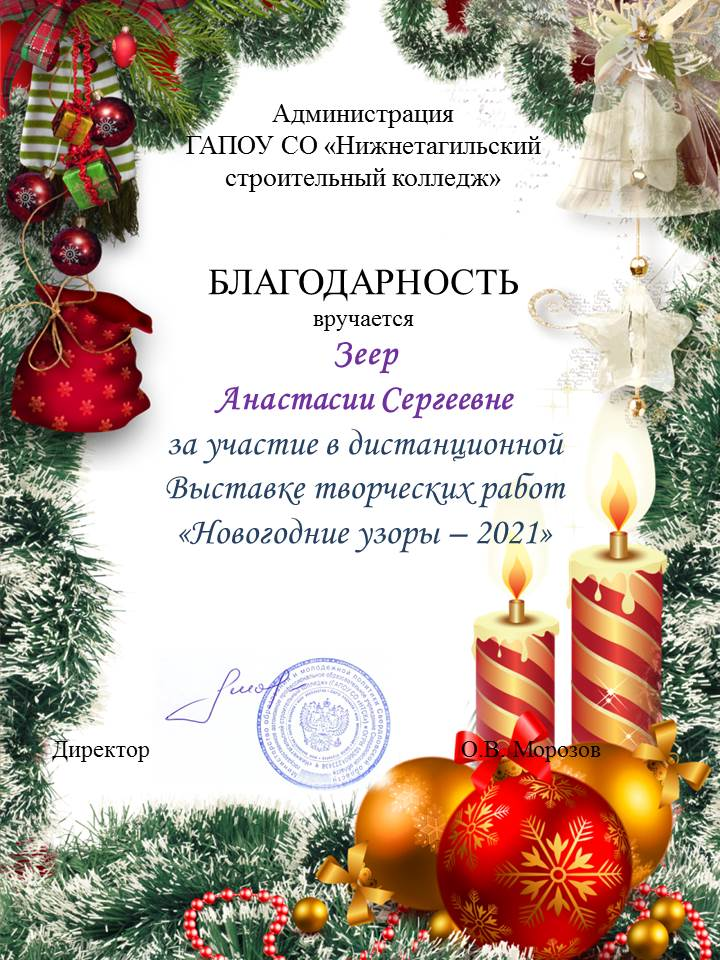 Администрация
ГАПОУ СО «Нижнетагильский
строительный колледж»
БЛАГОДАРНОСТЬ
вручается
Зеер
Анастасии Сергеевне
за участие в дистанционной
Выставке творческих работ
«Новогодние узоры – 2021»
Директор
О.В. Морозов